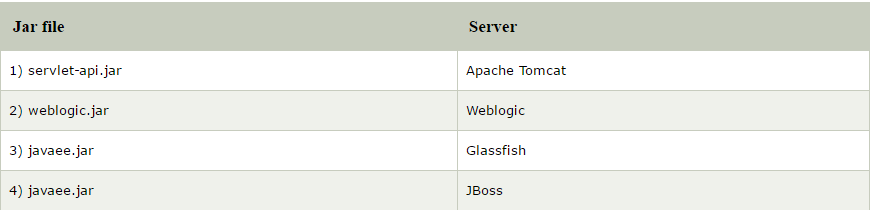 Jar file Server
1) servlet-api.jar Apache Tomcat
2) weblogic.jar Weblogic
3) javaee.jar Glassfish
4) javaee.jar JBoss